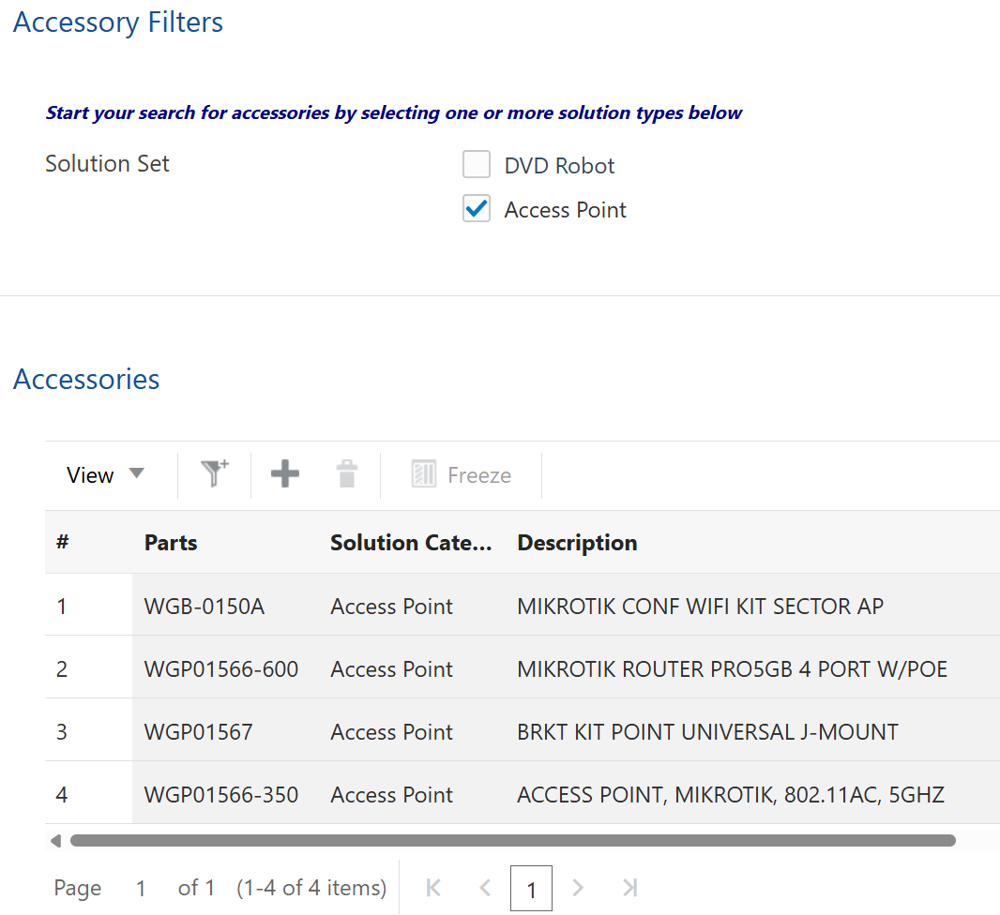 Accessory Filters
Start your search for accessories by selecting one or more solution types below
Solution Set
DVD Robot
Access Point
Accessories
View Freeze
# Parts Solution Cate... Description
1 WGB-0150A Access Point MIKROTIK CONF WIFI KIT SECTOR AP
2 WGP01566-600 Access Point MIKROTIK ROUTER PRO5GB 4 PORT W/POE
3 WGP01567 Access Point BRKT KIT POINT UNIVERSAL J-MOUNT
4 WGP01566-350 Access Point ACCESS POINT, MIKROTIK, 802.11AC, 5GHZ
Page 1 of 1 (1-4 of 4 items) 1